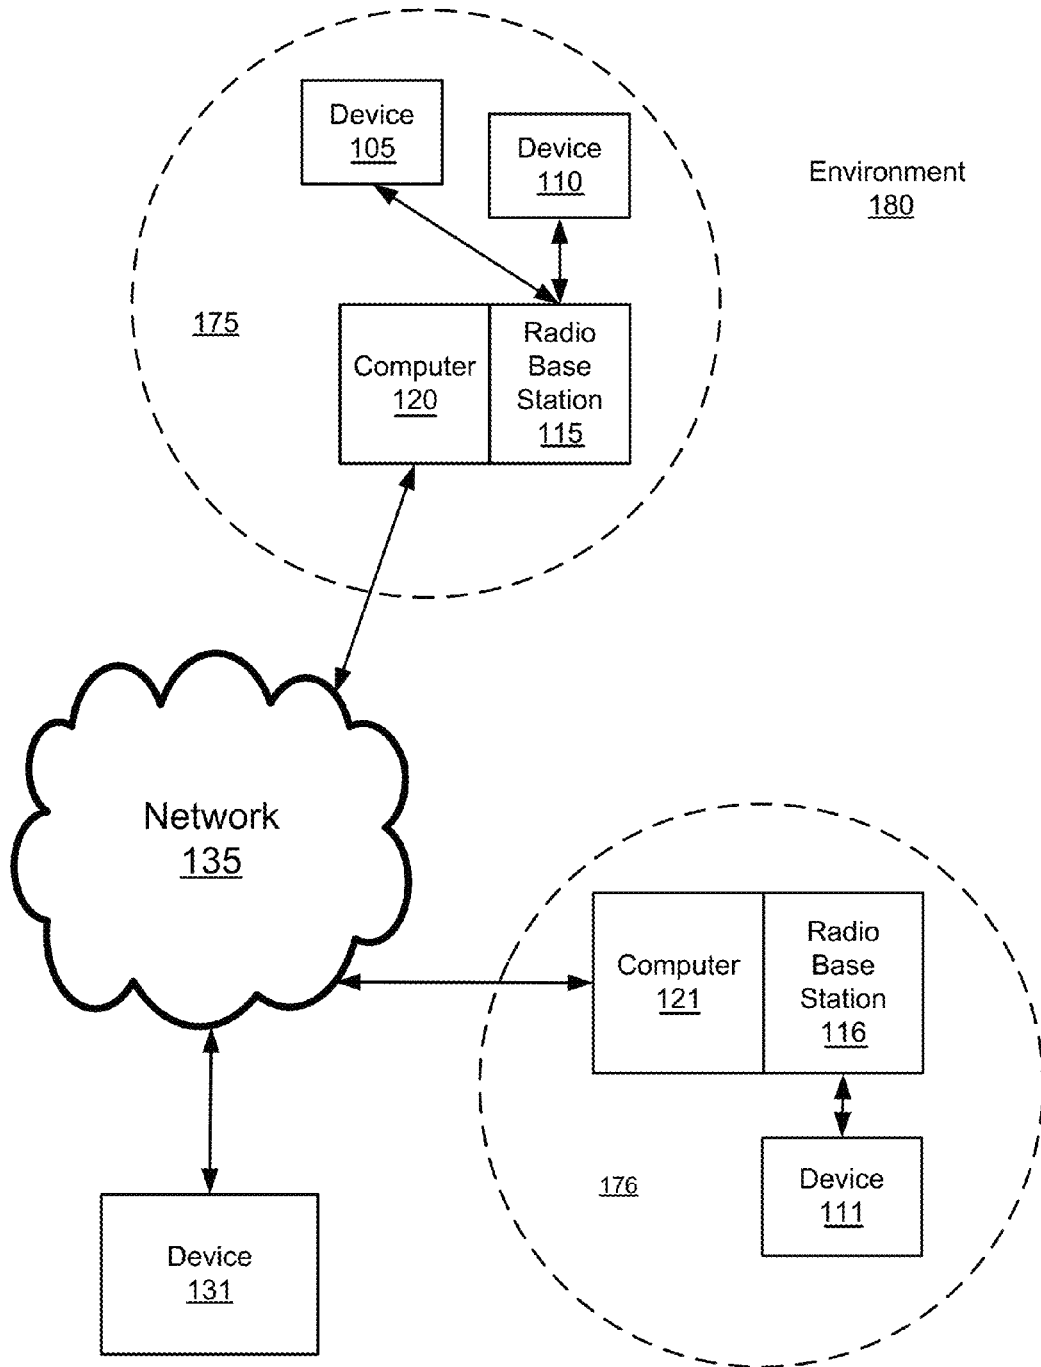 Device
105
Device
110
Environment
180
175
Computer
120
Radio
Base
Station
115
Network
135
Computer
121
Radio
Base
Station
116
176
Device
111
Device
131